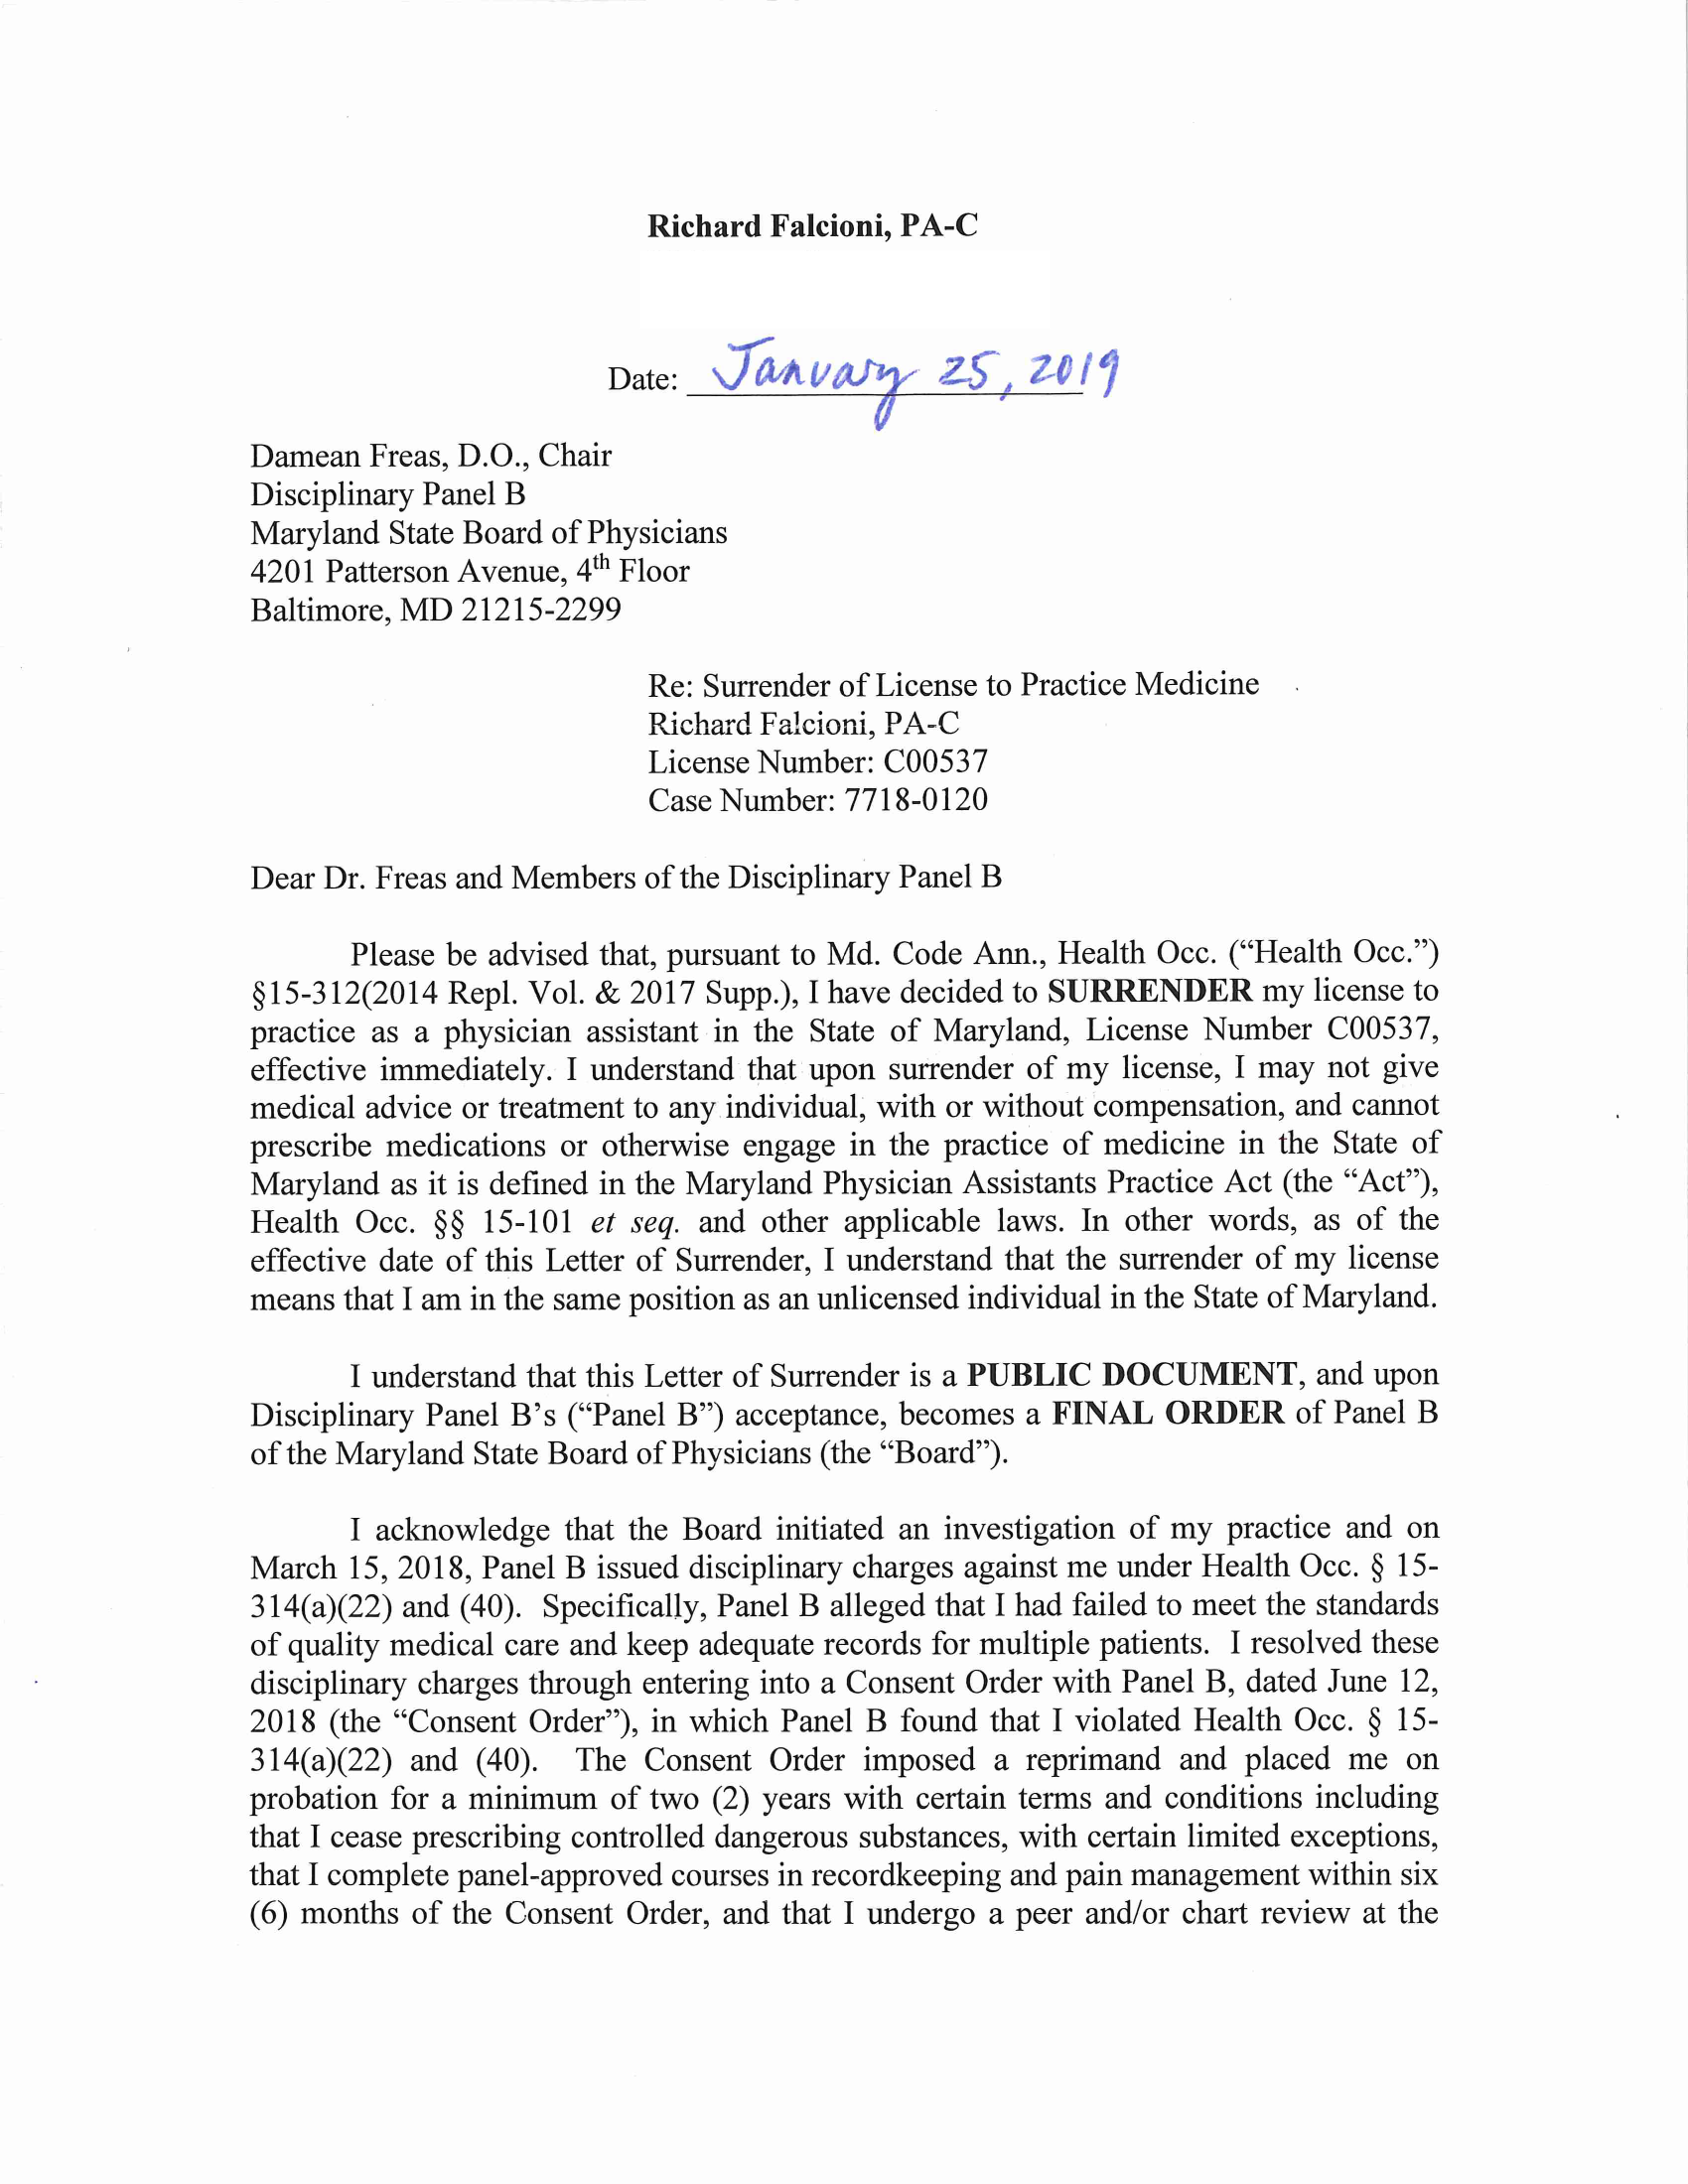 Richard Falcioni, PA-C
Date: January 25, 2019
Damean Freas, D.O., Chair
Disciplinary Panel B
Maryland State Board of Physicians
4201 Patterson Avenue, 4th Floor
Baltimore, MD 21215-2299
Re: Surrender of License to Practice Medicine
Richard Falcioni, PA-C
License Number: C00537
Case Number: 7718-0120
Dear Dr. Freas and Members of the Disciplinary Panel B
Please be advised that, pursuant to Md. Code Ann., Health Occ. (“Health Occ.”)
§15-312(2014 Repl. Vol. & 2017 Supp.), I have decided to SURRENDER my license to
practice as a physician assistant in the State of Maryland, License Number C00537,
effective immediately. I understand that upon surrender of my license, I may not give
medical advice or treatment to any individual, with or without compensation, and cannot
prescribe medications or otherwise engage in the practice of medicine in the State of
Maryland as it is defined in the Maryland Physician Assistants Practice Act (the “Act”),
Health Occ. §§ 15-101 et seq. and other applicable laws. In other words, as of the
effective date of this Letter of Surrender, I understand that the surrender of my license
means that I am in the same position as an unlicensed individual in the State of Maryland.
I understand that this Letter of Surrender is a PUBLIC DOCUMENT, and upon
Disciplinary Panel B’s (“Panel B”) acceptance, becomes a FINAL ORDER of Panel B
of the Maryland State Board of Physicians (the “Board”).
I acknowledge that the Board initiated an investigation of my practice and on
March 15, 2018, Panel B issued disciplinary charges against me under Health Occ. § 15-
314(a)(22) and (40). Specifically, Panel B alleged that I had failed to meet the standards
of quality medical care and keep adequate records for multiple patients. I resolved these
disciplinary charges through entering into a Consent Order with Panel B, dated June 12,
2018 (the “Consent Order”), in which Panel B found that I violated Health Occ. § 15-
314(a)(22) and (40). The Consent Order imposed a reprimand and placed me on
probation for a minimum of two (2) years with certain terms and conditions including
that I cease prescribing controlled dangerous substances, with certain limited exceptions,
that I complete panel-approved courses in recordkeeping and pain management within six
(6) months of the Consent Order, and that I undergo a peer and/or chart review at the